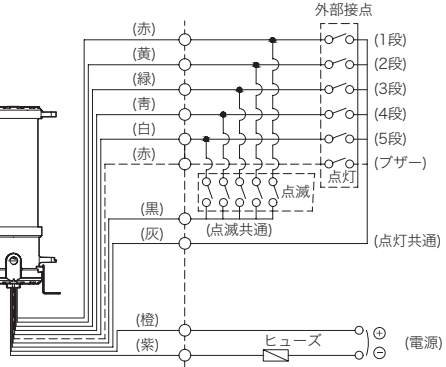 外部接点
(赤)
(1段)
(黄)
(2段)
(緑)
(3段)
(青)
(4段)
(白)
(5段)
(赤)
(ブザー)
点灯
点滅
(黒)
(点滅共通)
(灰)
(点灯共通)
(橙)
ヒューズ
⊕
(電源)
(紫)
⊖